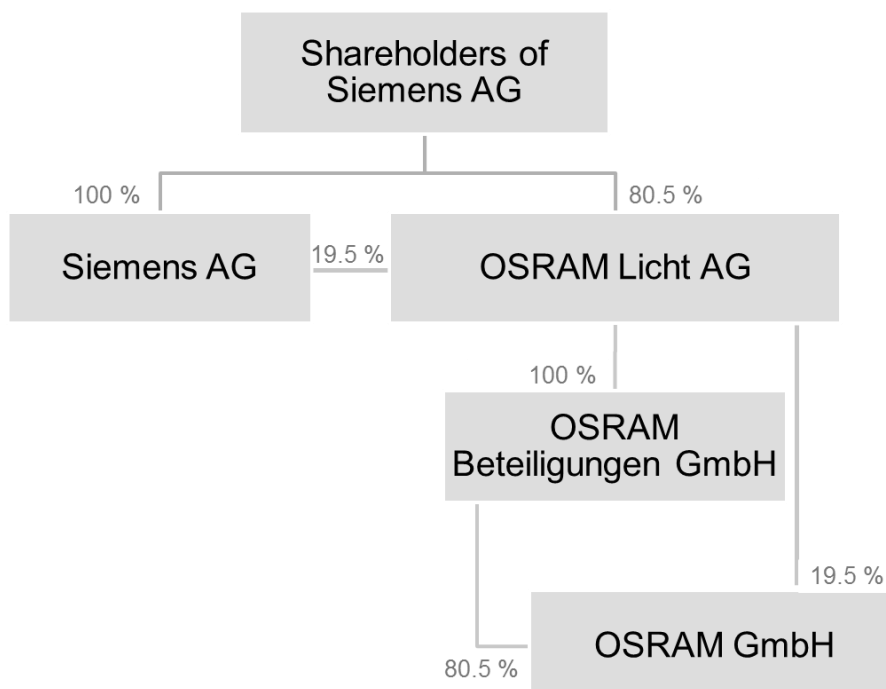 Shareholders of
Siemens AG
100 %
80.5 %
Siemens AG
19.5 %
OSRAM Licht AG
100 %
OSRAM
Beteiligungen GmbH
19.5 %
OSRAM GmbH
80.5 %